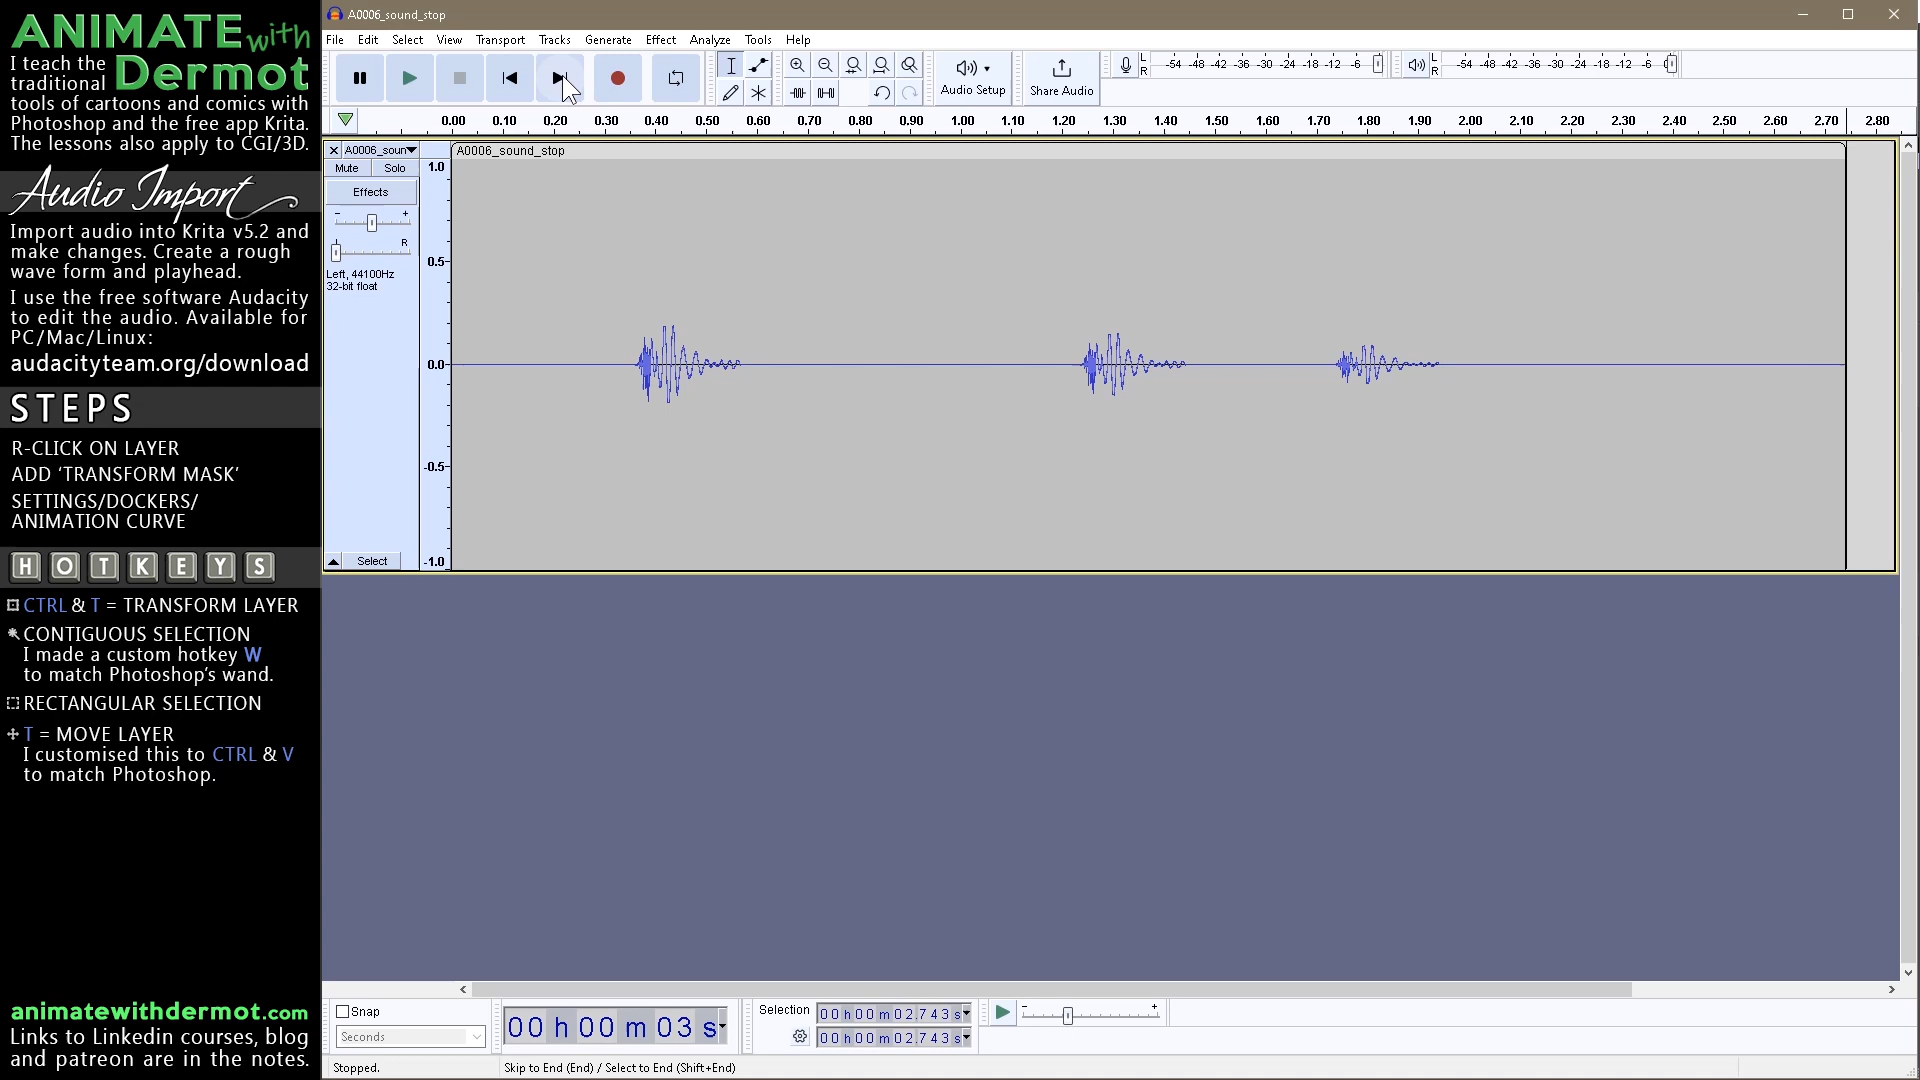 ANIMATE with
Dermot
I teach the
traditional
tools of cartoons and comics with
Photoshop and the free app Krita.
The lessons also apply to CGI/3D.
Audio Import
Import audio into Krita v5.2 and
make changes. Create a rough
wave form and playhead.
I use the free software Audacity
to edit the audio. Available for
PC/Mac/Linux:
audacityteam.org/download
STEPS
R-CLICK ON LAYER
ADD ‘TRANSFORM MASK’
SETTINGS/DOCKERS/
ANIMATION CURVE
HOTKEYS
CTRL & T = TRANSFORM LAYER
CONTIGUOUS SELECTION
I made a custom hotkey W
to match Photoshop’s wand.
RECTANGULAR SELECTION
T = MOVE LAYER
I customised this to CTRL & V
to match Photoshop.
animatewithdermot.com
Links to Linkedin courses, blog
and patreon are in the notes.
A0006_sound_stop
File Edit Select View Transport Tracks Generate Effect Analyze Tools Help
Audio Setup
Share Audio
L
R
-54 -48 -42 -36 -30 -24 -18 -12 -6
L
R
-54 -48 -42 -36 -30 -24 -18 -12 -6
0.00 0.10 0.20 0.30 0.40 0.50 0.60 0.70 0.80 0.90 1.00 1.10 1.20 1.30 1.40 1.50 1.60 1.70 1.80 1.90 2.00 2.10 2.20 2.30 2.40 2.50 2.60 2.70 2.80
A0006_soun
A0006_sound_stop
Mute Solo
Effects
- +
L R
Left, 44100Hz
32-bit float
Select
1.0
0.5
0.0
-0.5
-1.0
Snap
Seconds
00 h 00 m 03 s
Selection
00 h 00 m 02.743 s
00 h 00 m 02.743 s
- +
Stopped.
Skip to End (End) / Select to End (Shift+End)